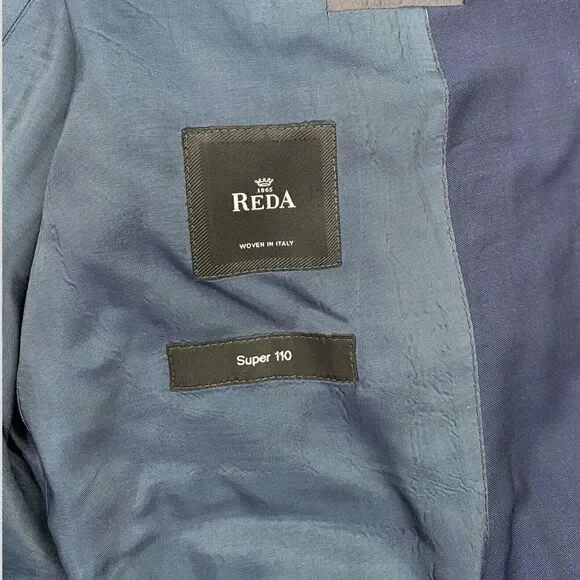 1865
REDA
WOVEN IN ITALY
Super 110